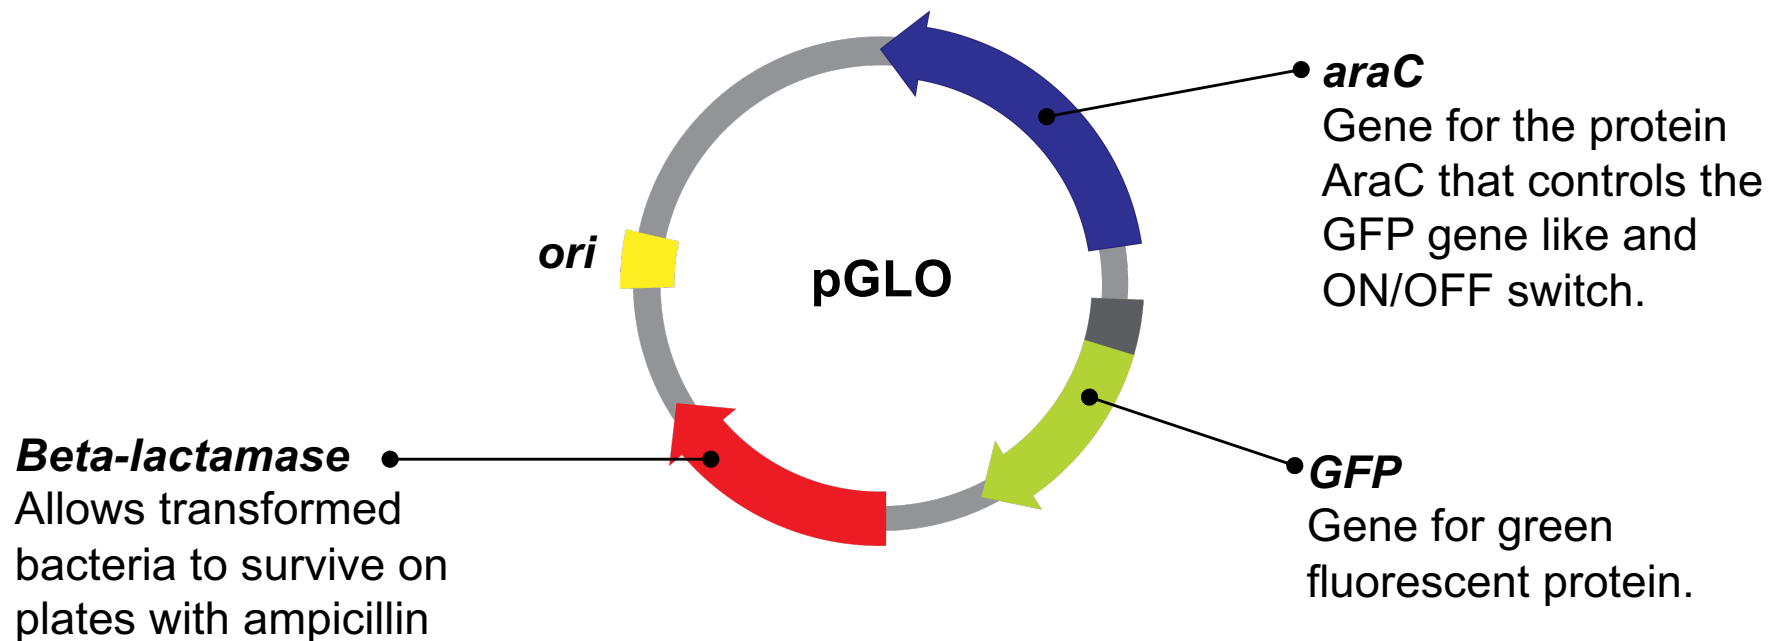 araC
Gene for the protein
AraC that controls the
GFP gene like and
ON/OFF switch.
ori
pGLO
Beta-lactamase
Allows transformed
bacteria to survive on
plates with ampicillin
GFP
Gene for green
fluorescent protein.